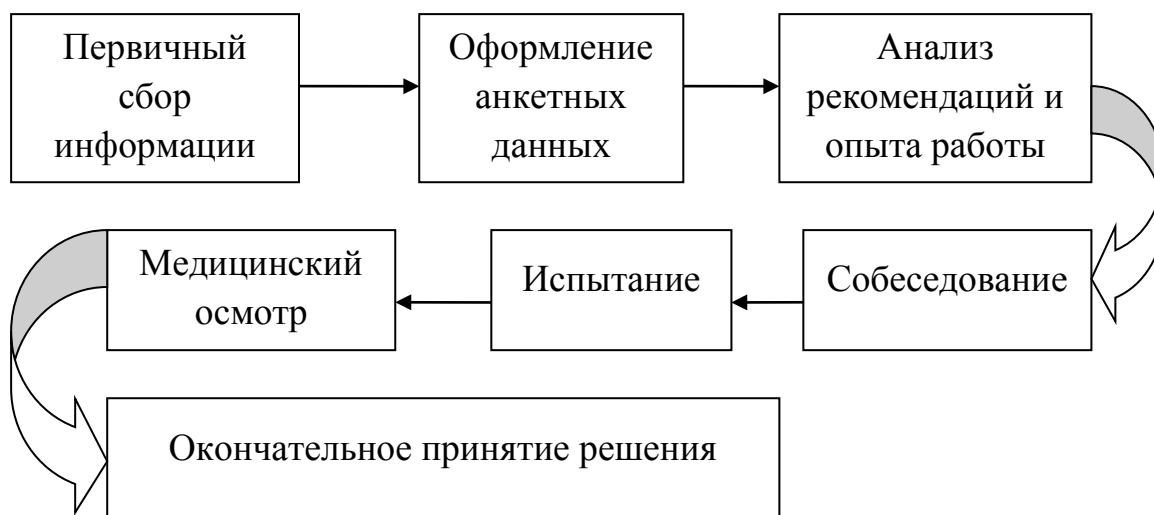 Первичный
сбор
информации
Оформление
анкетных
данных
Анализ
рекомендаций и
опыта работы
Собеседование
Испытание
Медицинский
осмотр
Окончательное принятие решения